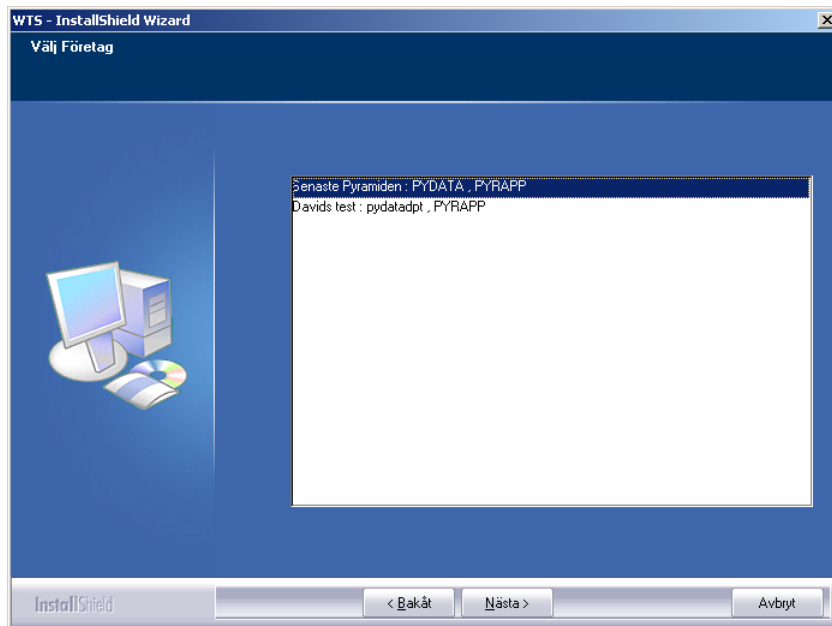 WTS - InstallShield Wizard
Välj Företag
Senaste Pyramiden : PYDATA , PYRAPP
Davids test : pydatadpt , PYRAPP
InstallShield
< Bakåt
Nästa >
Avbryt